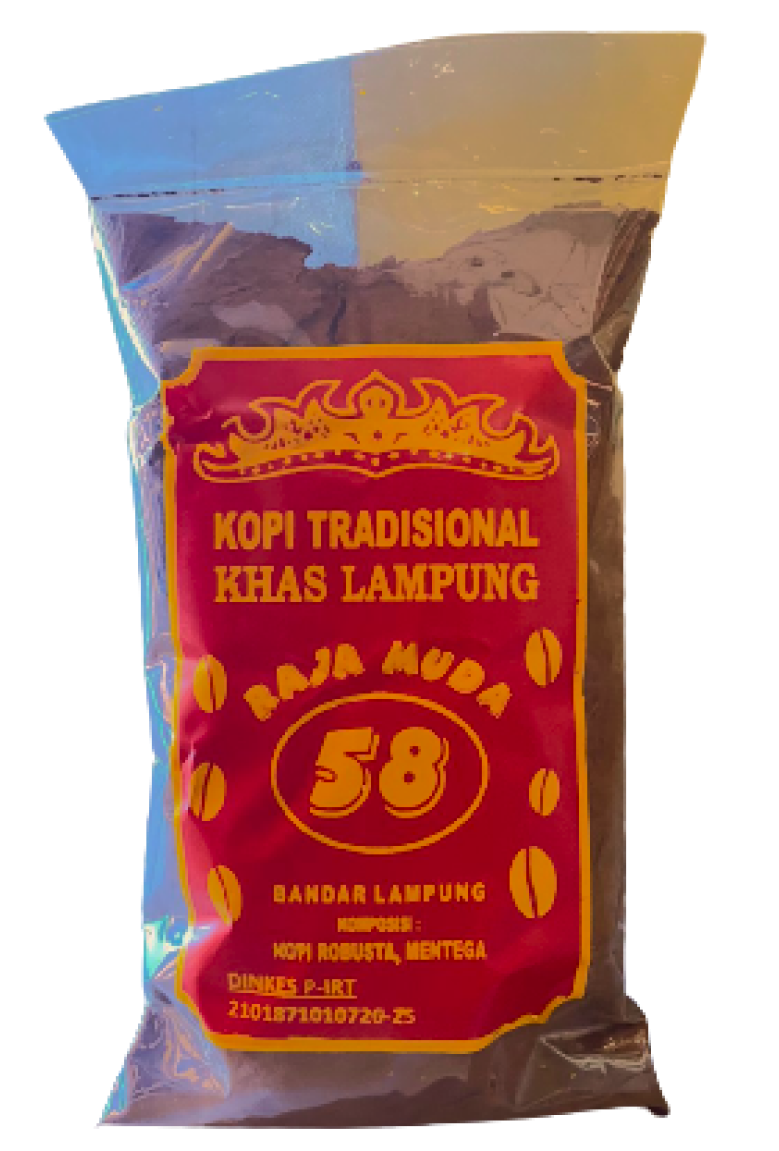 KOPI TRADISIONAL
KHAS LAMPUNG
RAJA MUDA
58
BANDAR LAMPUNG
KOMPOSISI :
KOPI ROBUSTA, MENTEGA
DINKES P-IRT
2101871010720-25